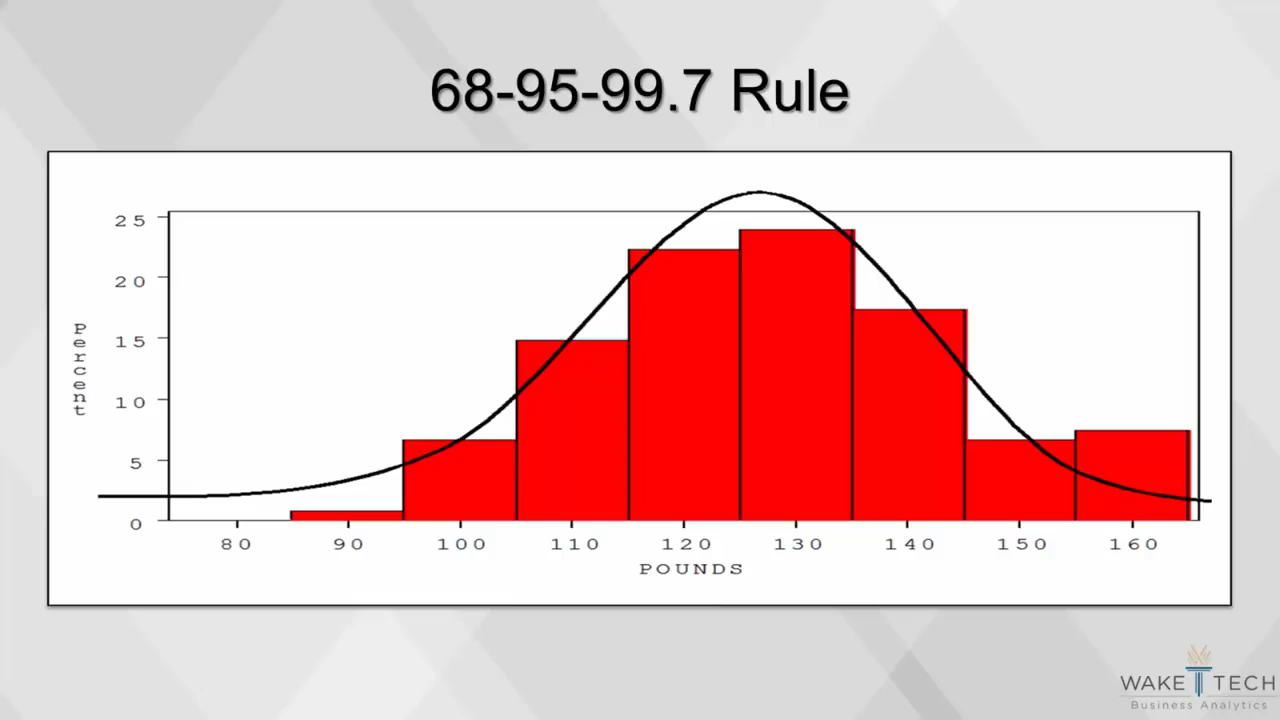 68-95-99.7 Rule
25
20
15
10
5
0
Percent
80 90 100 110 120 130 140 150 160
POUNDS
WAKE TECH
Business Analytics